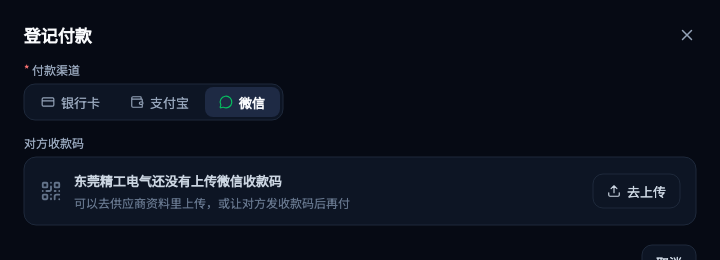 登记付款
* 付款渠道
银行卡 支付宝 微信
对方收款码
东莞精工电气还没有上传微信收款码
可以去供应商资料里上传，或让对方发收款码后再付
去上传